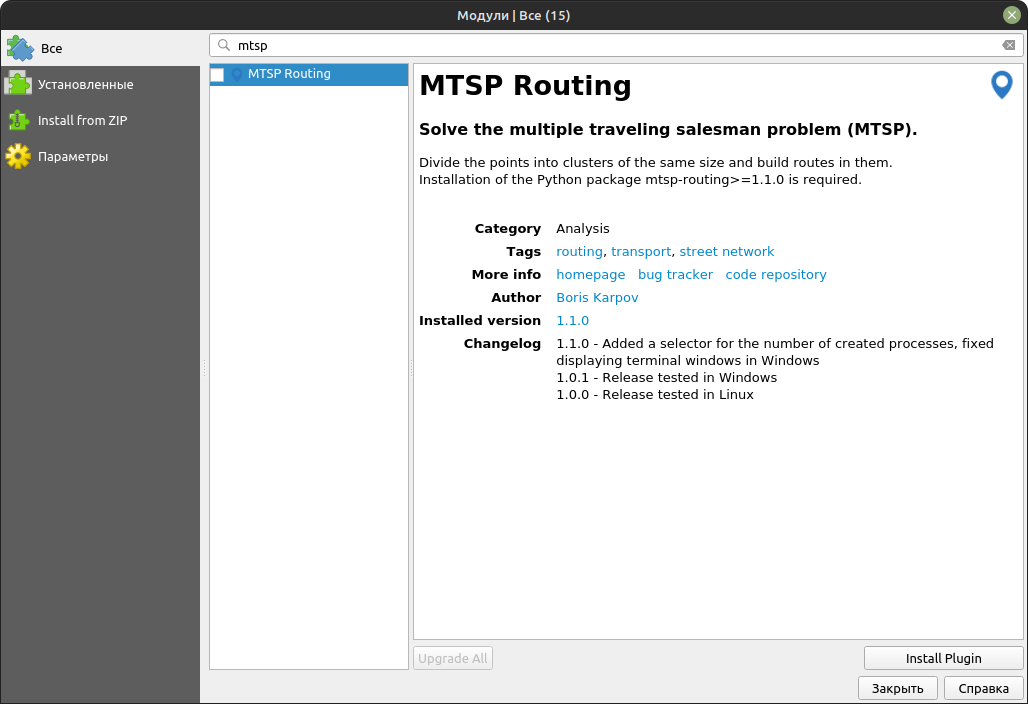 Модули | Все (15)
Все
Установленные
Install from ZIP
Параметры
mtsp
MTSP Routing
MTSP Routing
Solve the multiple traveling salesman problem (MTSP).
Divide the points into clusters of the same size and build routes in them.
Installation of the Python package mtsp-routing>=1.1.0 is required.
Category Analysis
Tags routing, transport, street network
More info homepage bug tracker code repository
Author Boris Karpov
Installed version 1.1.0
Changelog 1.1.0 - Added a selector for the number of created processes, fixed
displaying terminal windows in Windows
1.0.1 - Release tested in Windows
1.0.0 - Release tested in Linux
Upgrade All
Install Plugin
Закрыть
Справка